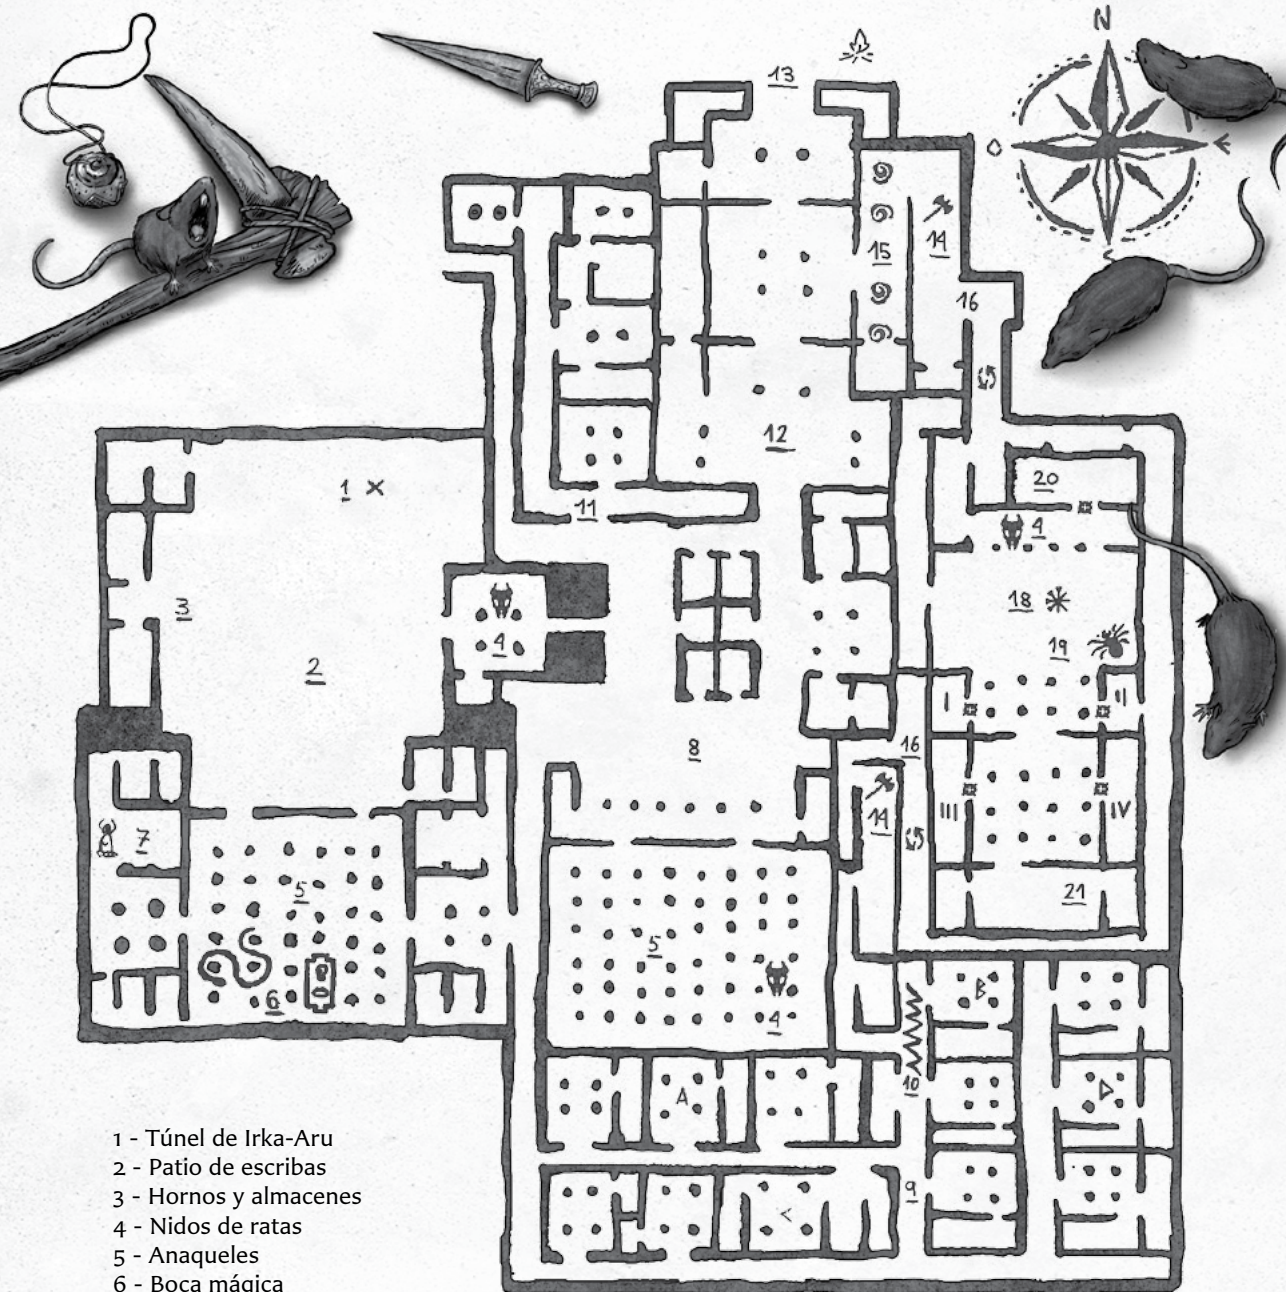 N
13
O
E
14
15
16
12
20
1 X
11
4
18
3
19
4
2
I
II
8
16
14
III
IV
7
5
21
5
6
B
4
10
A
D
9
C
1 - Túnel de Irka-Aru
2 - Patio de escribas
3 - Hornos y almacenes
4 - Nidos de ratas
5 - Anaqueles
6 - Boca mágica